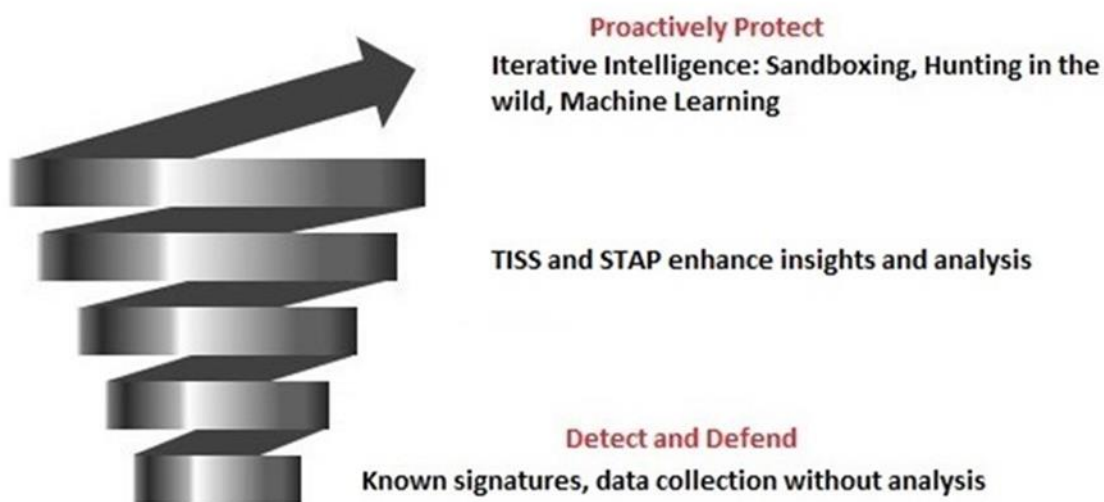 Proactively Protect
Iterative Intelligence: Sandboxing, Hunting in the
wild, Machine Learning
TISS and STAP enhance insights and analysis
Detect and Defend
Known signatures, data collection without analysis